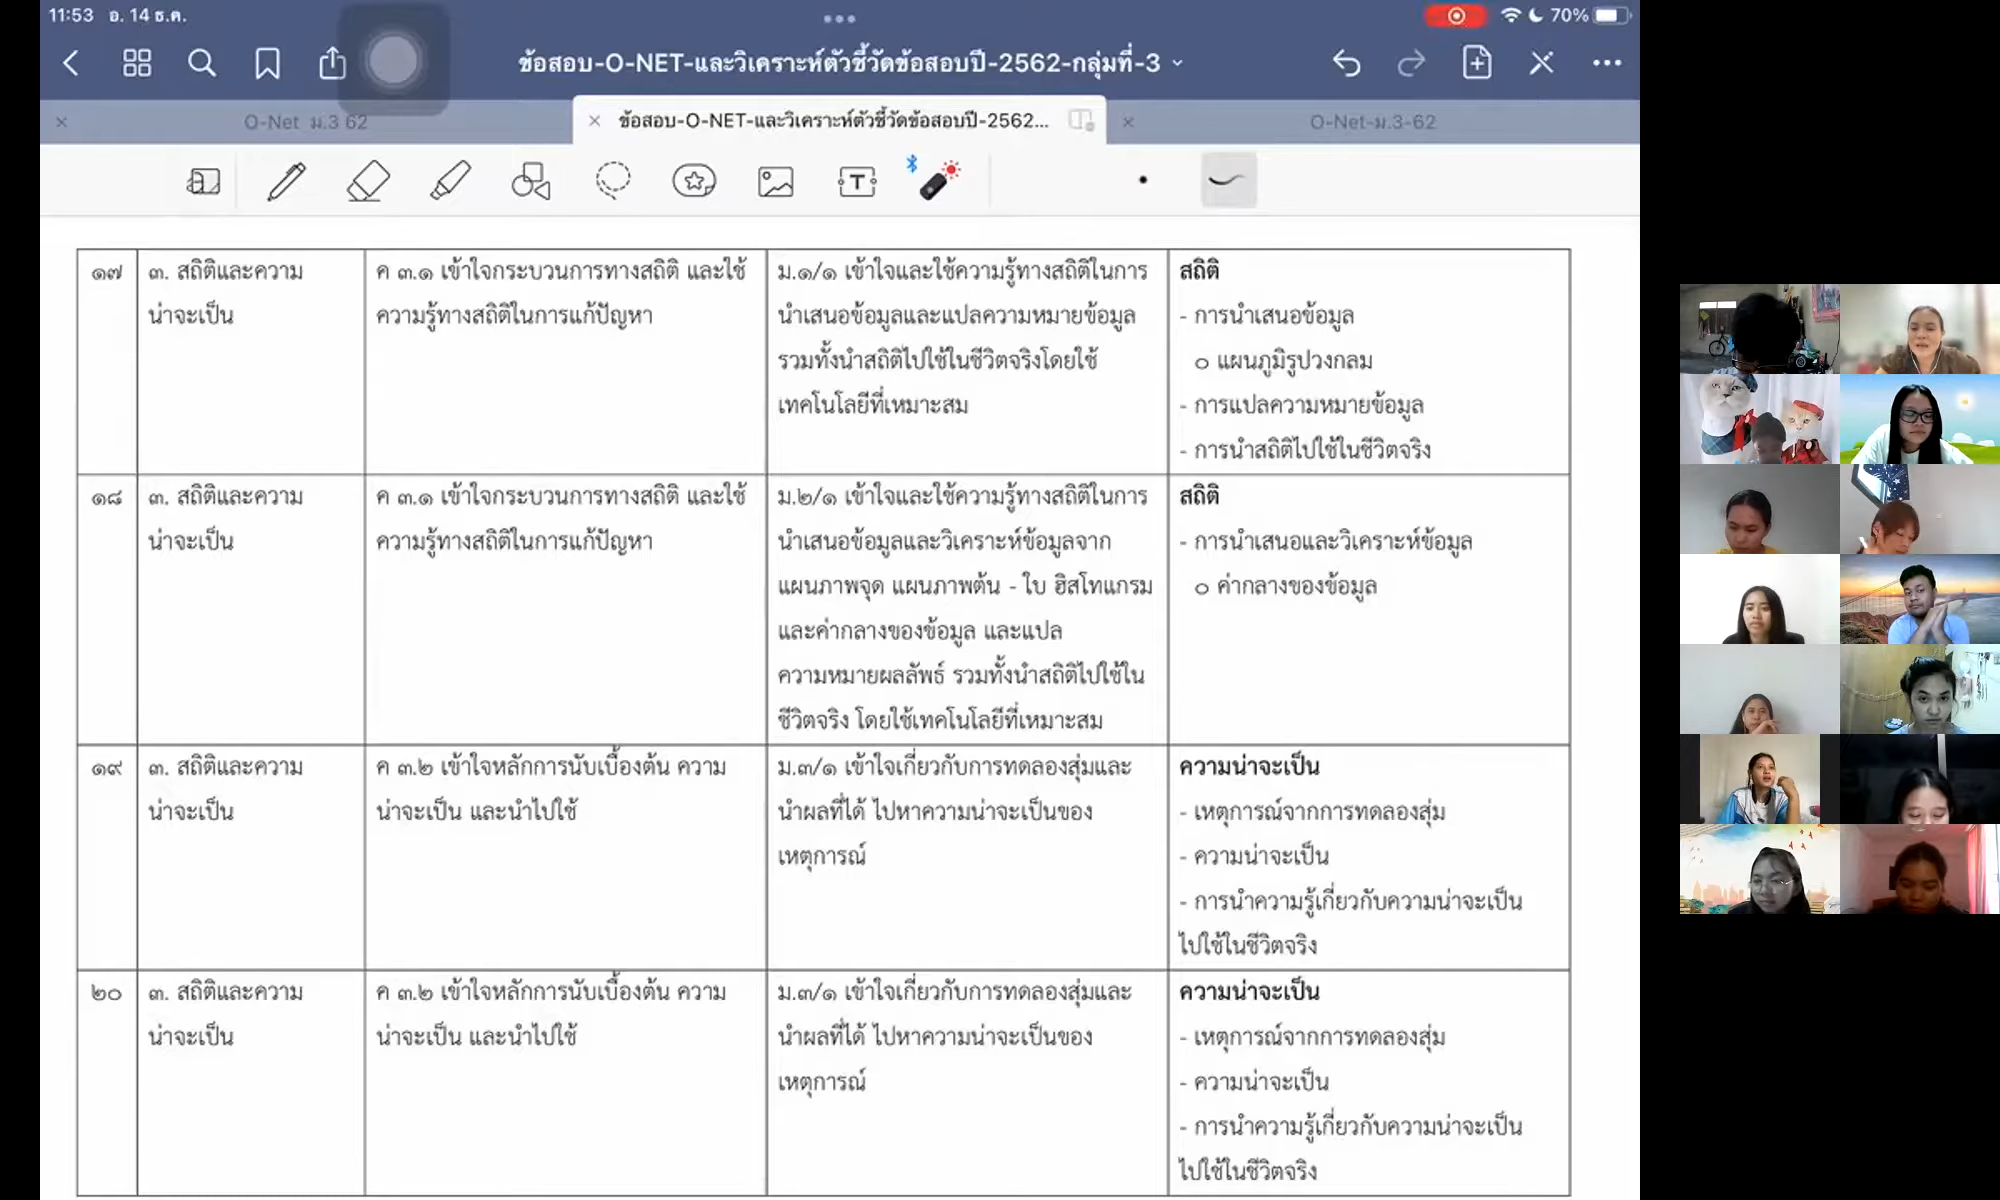 11:53 อ. 14 ธ.ค.
70%
ข้อสอบ-O-NET-และวิเคราะห์ตัวชี้วัดข้อสอบปี-2562-กลุ่มที่-3
O-Net ม.3 62
ข้อสอบ-O-NET-และวิเคราะห์ตัวชี้วัดข้อสอบปี-2562...
O-Net-ม.3-62
๑๗
๓. สถิติและความ
น่าจะเป็น
ค ๓.๑ เข้าใจกระบวนการทางสถิติ และใช้
ความรู้ทางสถิติในการแก้ปัญหา
ม.๑/๑ เข้าใจและใช้ความรู้ทางสถิติในการ
นำเสนอข้อมูลและแปลความหมายข้อมูล
รวมทั้งนำสถิติไปใช้ในชีวิตจริงโดยใช้
เทคโนโลยีที่เหมาะสม
สถิติ
- การนำเสนอข้อมูล
o แผนภูมิรูปวงกลม
- การแปลความหมายข้อมูล
- การนำสถิติไปใช้ในชีวิตจริง
๑๘
๓. สถิติและความ
น่าจะเป็น
ค ๓.๑ เข้าใจกระบวนการทางสถิติ และใช้
ความรู้ทางสถิติในการแก้ปัญหา
ม.๒/๑ เข้าใจและใช้ความรู้ทางสถิติในการ
นำเสนอข้อมูลและวิเคราะห์ข้อมูลจาก
แผนภาพจุด แผนภาพต้น - ใบ ฮิสโทแกรม
และค่ากลางของข้อมูล และแปล
ความหมายผลลัพธ์ รวมทั้งนำสถิติไปใช้ใน
ชีวิตจริง โดยใช้เทคโนโลยีที่เหมาะสม
สถิติ
- การนำเสนอและวิเคราะห์ข้อมูล
o ค่ากลางของข้อมูล
๑๙
๓. สถิติและความ
น่าจะเป็น
ค ๓.๒ เข้าใจหลักการนับเบื้องต้น ความ
น่าจะเป็น และนำไปใช้
ม.๓/๑ เข้าใจเกี่ยวกับการทดลองสุ่มและ
นำผลที่ได้ ไปหาความน่าจะเป็นของ
เหตุการณ์
ความน่าจะเป็น
- เหตุการณ์จากการทดลองสุ่ม
- ความน่าจะเป็น
- การนำความรู้เกี่ยวกับความน่าจะเป็น
ไปใช้ในชีวิตจริง
๒๐
๓. สถิติและความ
น่าจะเป็น
ค ๓.๒ เข้าใจหลักการนับเบื้องต้น ความ
น่าจะเป็น และนำไปใช้
ม.๓/๑ เข้าใจเกี่ยวกับการทดลองสุ่มและ
นำผลที่ได้ ไปหาความน่าจะเป็นของ
เหตุการณ์
ความน่าจะเป็น
- เหตุการณ์จากการทดลองสุ่ม
- ความน่าจะเป็น
- การนำความรู้เกี่ยวกับความน่าจะเป็น
ไปใช้ในชีวิตจริง